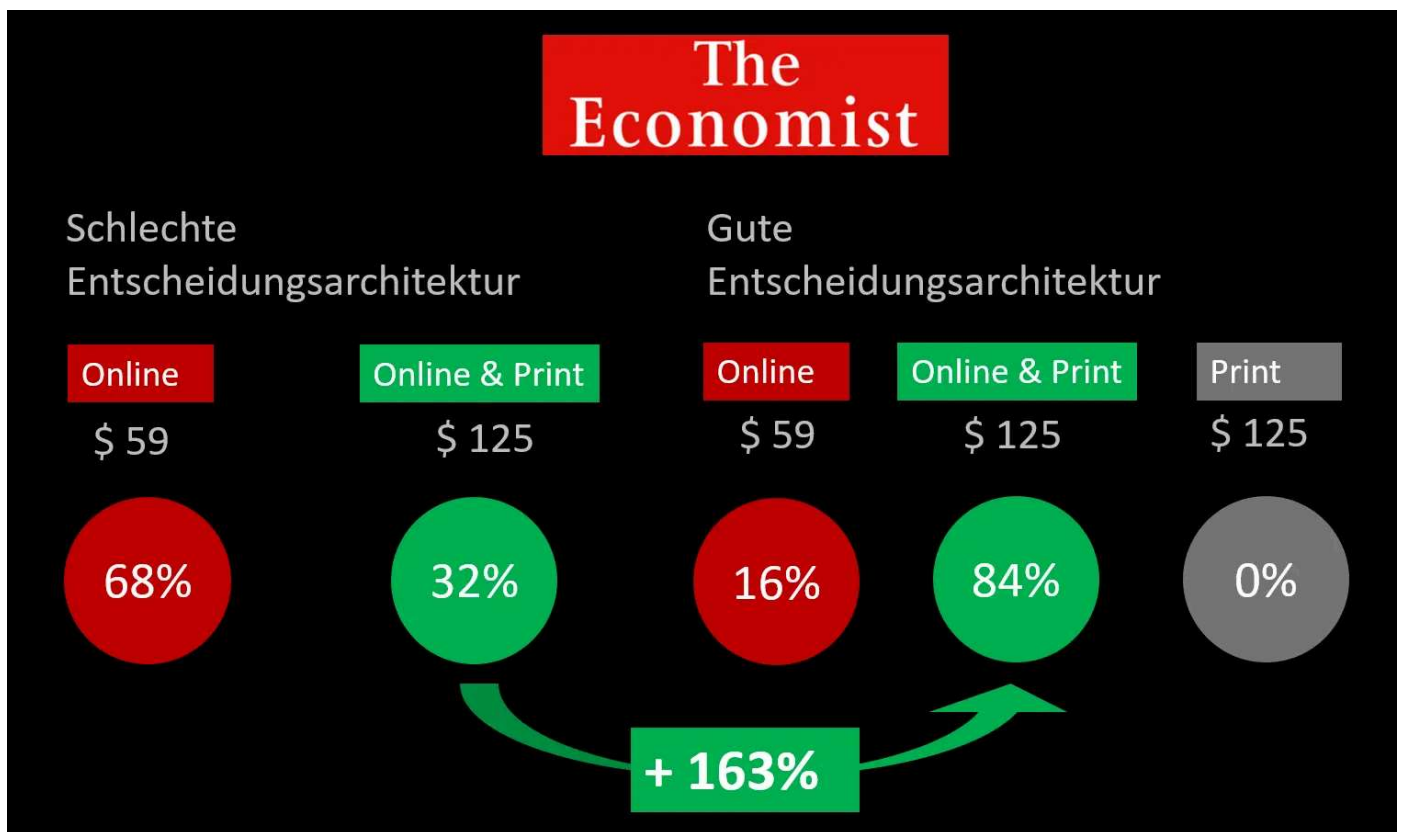 The
Economist
Schlechte
Entscheidungsarchitektur
Online
Online & Print
$ 59
$ 125
68%
32%
Gute
Entscheidungsarchitektur
Online
Online & Print
Print
$ 59
$ 125
$ 125
16%
84%
0%
+ 163%